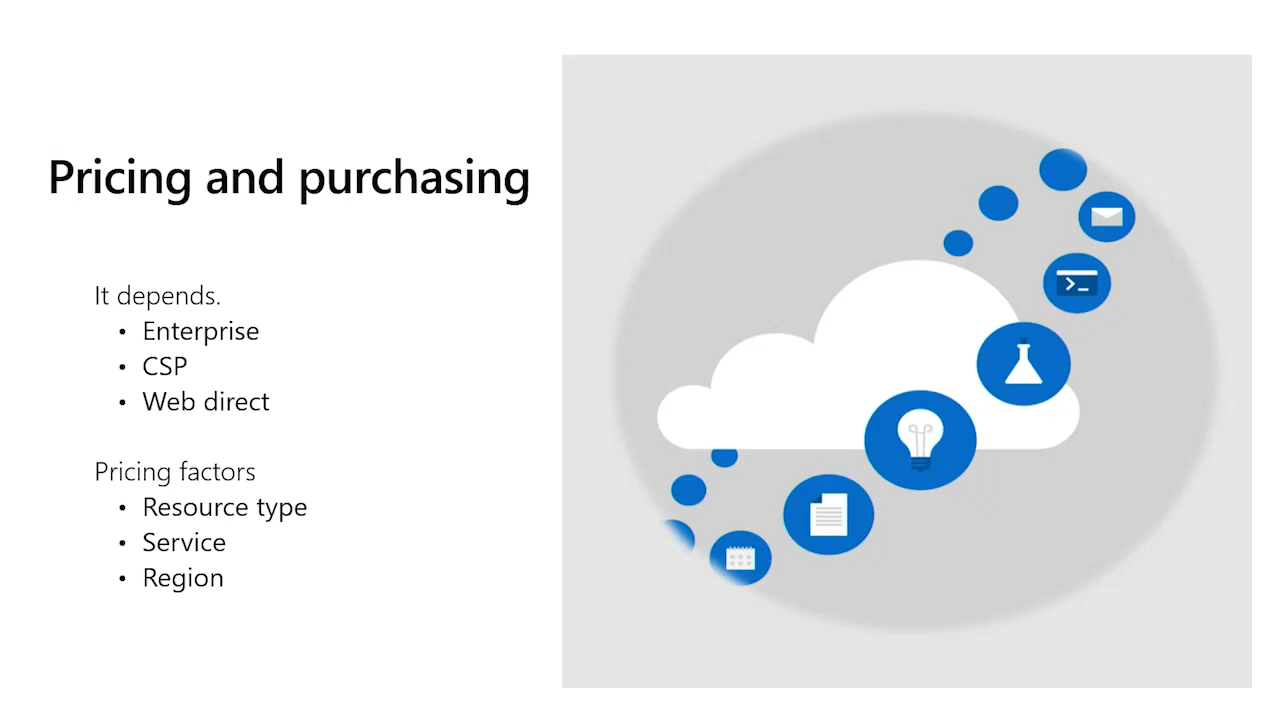 Pricing and purchasing
It depends.
• Enterprise
• CSP
• Web direct
Pricing factors
• Resource type
• Service
• Region